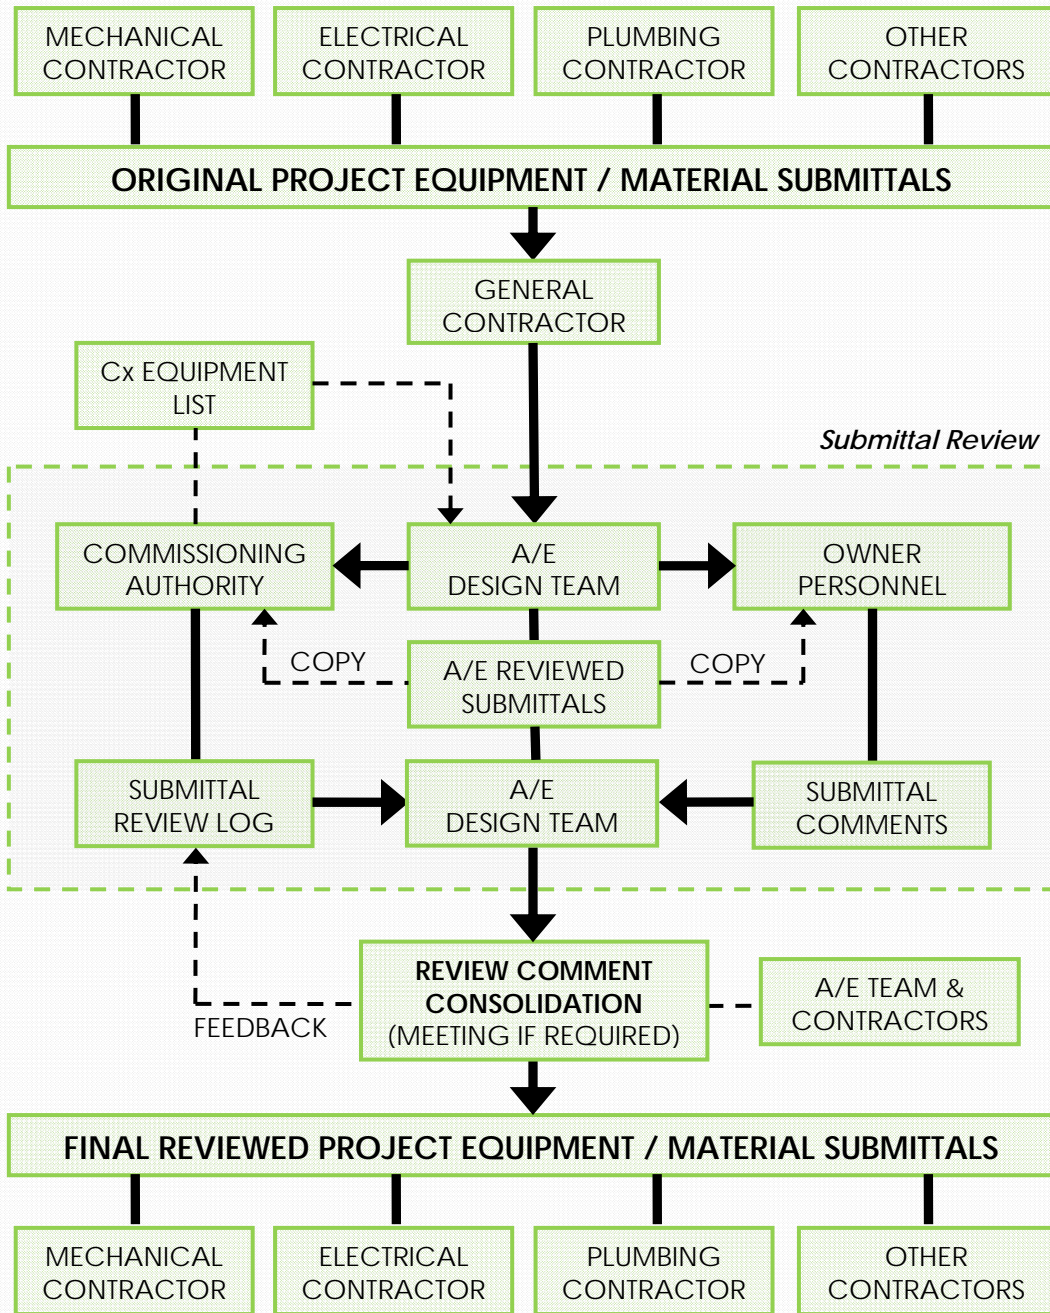 MECHANICAL
CONTRACTOR
ELECTRICAL
CONTRACTOR
PLUMBING
CONTRACTOR
OTHER
CONTRACTORS
ORIGINAL PROJECT EQUIPMENT / MATERIAL SUBMITTALS
GENERAL
CONTRACTOR
Cx EQUIPMENT
LIST
Submittal Review
COMMISSIONING
AUTHORITY
A/E
DESIGN TEAM
OWNER
PERSONNEL
COPY
A/E REVIEWED
SUBMITTALS
COPY
SUBMITTAL
REVIEW LOG
A/E
DESIGN TEAM
SUBMITTAL
COMMENTS
REVIEW COMMENT
CONSOLIDATION
(MEETING IF REQUIRED)
A/E TEAM &
CONTRACTORS
FEEDBACK
FINAL REVIEWED PROJECT EQUIPMENT / MATERIAL SUBMITTALS
MECHANICAL
CONTRACTOR
ELECTRICAL
CONTRACTOR
PLUMBING
CONTRACTOR
OTHER
CONTRACTORS